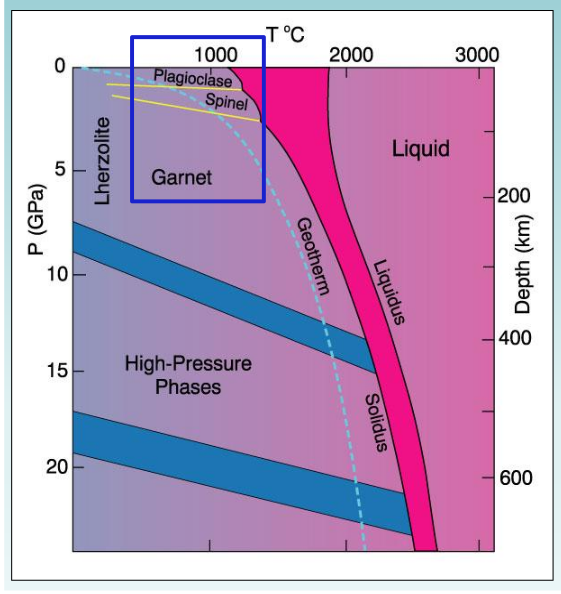 T °C
1000
2000
3000
0
Plagioclase
Spinel
Lherzolite
Garnet
Liquid
5
200
P (GPa)
Geotherm
Liquidus
Depth (km)
10
400
15
High-Pressure
Phases
Solidus
20
600